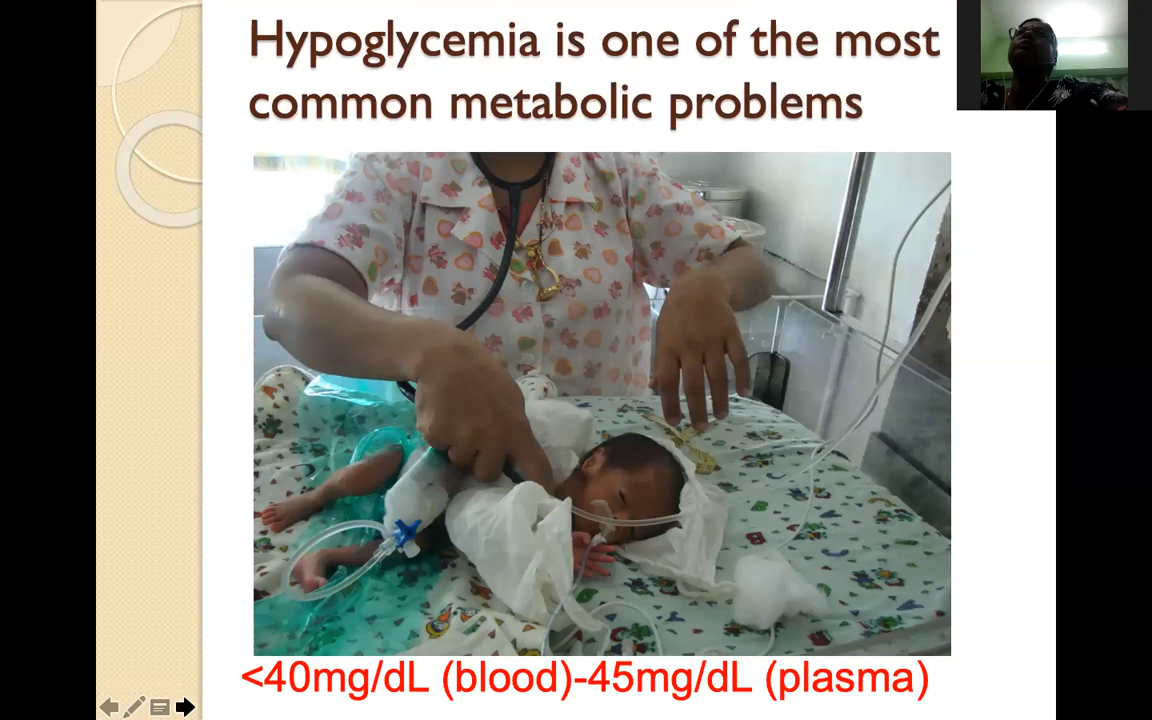 Hypoglycemia is one of the most
common metabolic problems
<40mg/dL (blood)-45mg/dL (plasma)